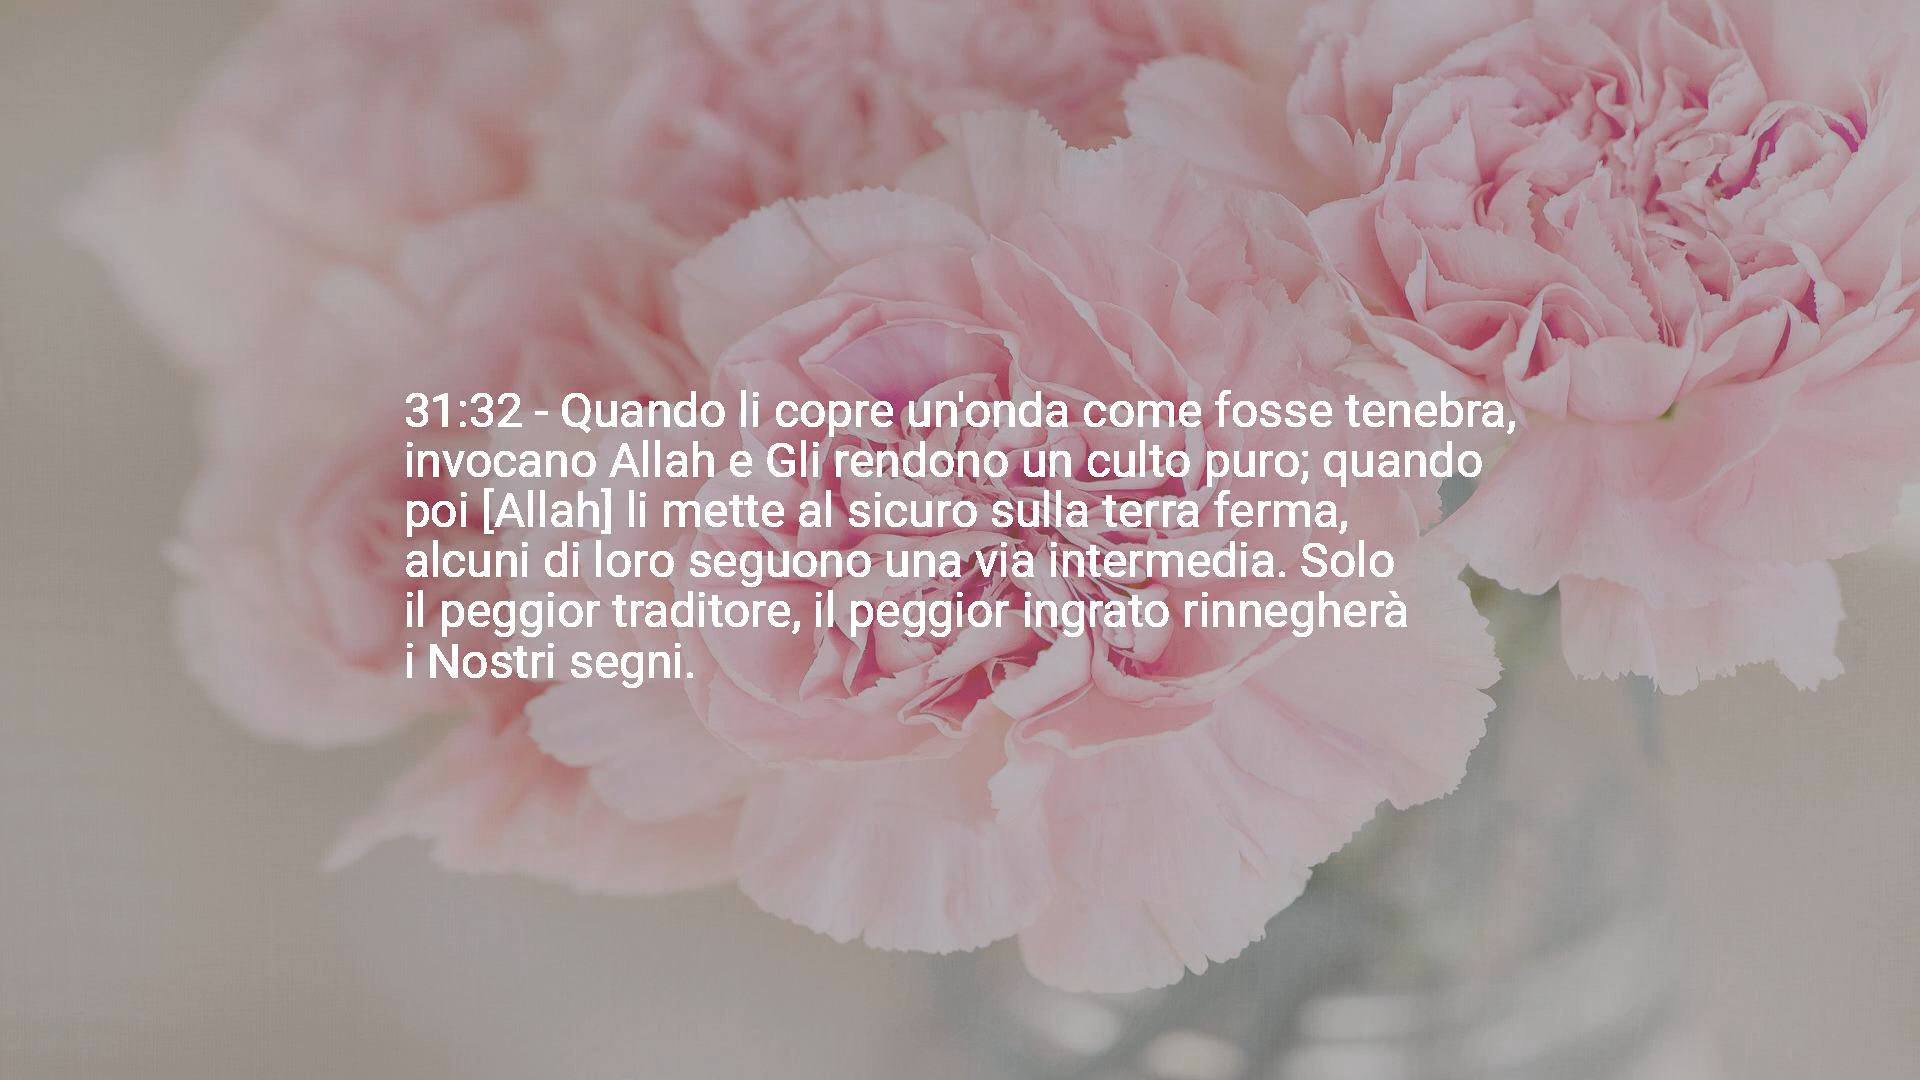 31:32 - Quando li copre un'onda come fosse tenebra,
invocano Allah e Gli rendono un culto puro; quando
poi [Allah] li mette al sicuro sulla terra ferma,
alcuni di loro seguono una via intermedia. Solo
il peggior traditore, il peggior ingrato rinnegherà
i Nostri segni.